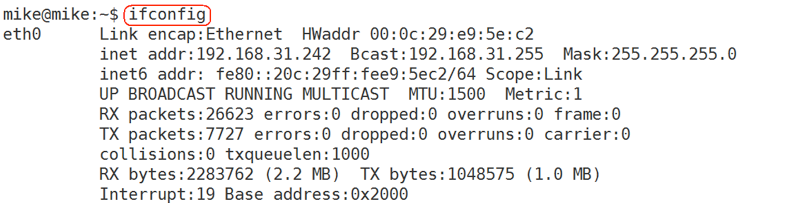 mike@mike:~$ ifconfig
eth0 Link encap:Ethernet HWaddr 00:0c:29:e9:5e:c2
inet addr:192.168.31.242 Bcast:192.168.31.255 Mask:255.255.255.0
inet6 addr: fe80::20c:29ff:fee9:5ec2/64 Scope:Link
UP BROADCAST RUNNING MULTICAST MTU:1500 Metric:1
RX packets:26623 errors:0 dropped:0 overruns:0 frame:0
TX packets:7727 errors:0 dropped:0 overruns:0 carrier:0
collisions:0 txqueuelen:1000
RX bytes:2283762 (2.2 MB) TX bytes:1048575 (1.0 MB)
Interrupt:19 Base address:0x2000